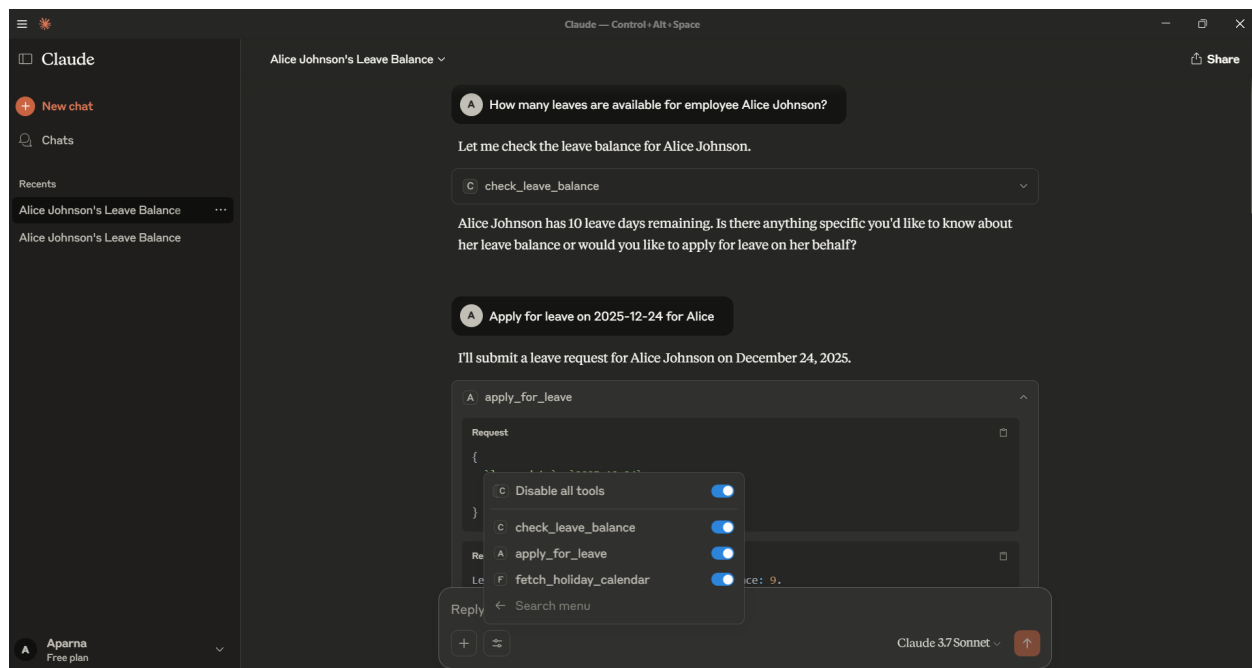 Claude — Control+Alt+Space
Claude
Alice Johnson's Leave Balance
Share
New chat
Chats
Recents
Alice Johnson's Leave Balance
Alice Johnson's Leave Balance
A How many leaves are available for employee Alice Johnson?
Let me check the leave balance for Alice Johnson.
C check_leave_balance
Alice Johnson has 10 leave days remaining. Is there anything specific you'd like to know about
her leave balance or would you like to apply for leave on her behalf?
A Apply for leave on 2025-12-24 for Alice
I'll submit a leave request for Alice Johnson on December 24, 2025.
A apply_for_leave
Request
{
}
C Disable all tools
C check_leave_balance
A apply_for_leave
F fetch_holiday_calendar
Search menu
Re
Le
ce: 9.
Reply
Claude 3.7 Sonnet
A Aparna
Free plan